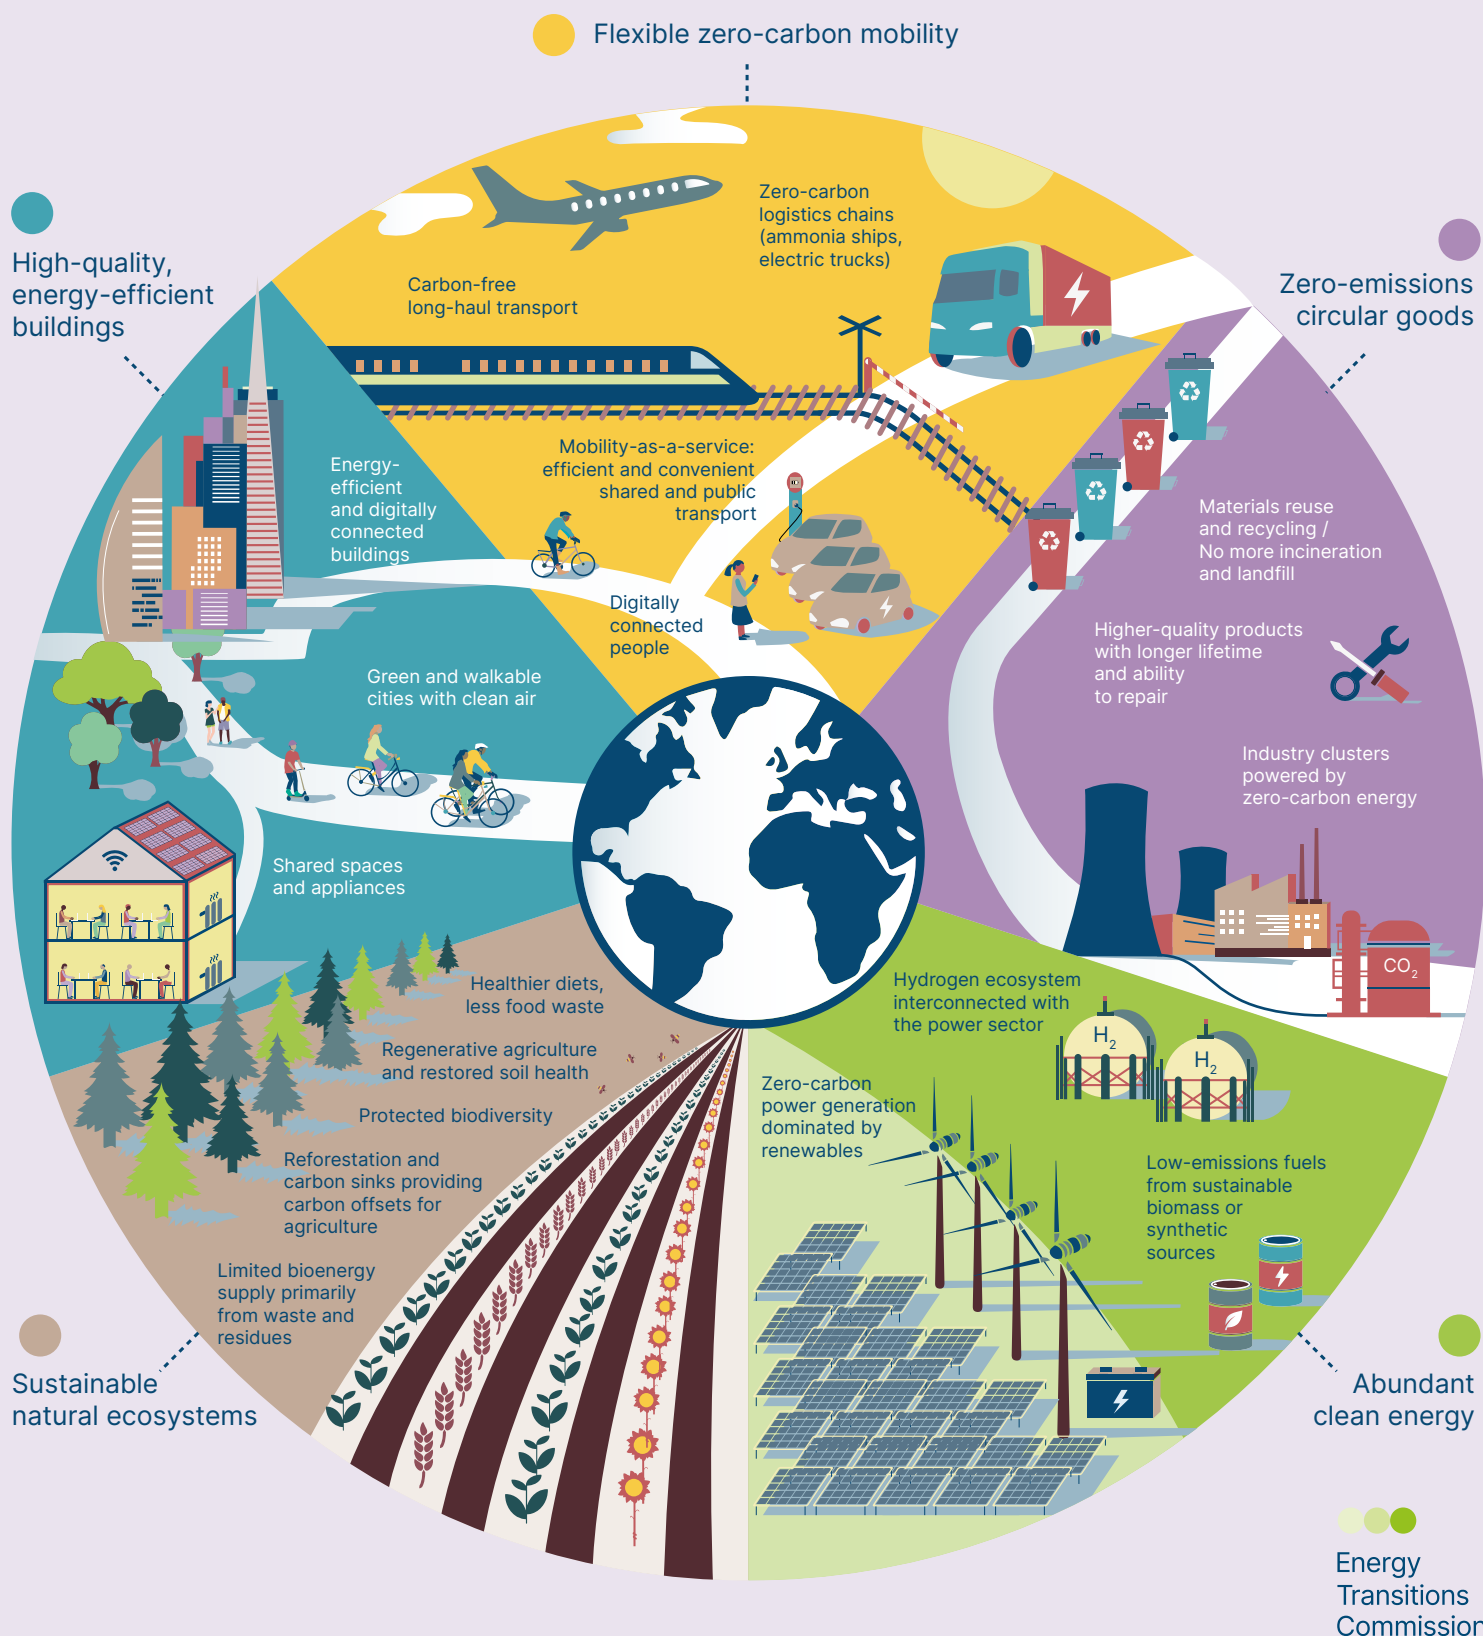 Flexible zero-carbon mobility
High-quality,
energy-efficient
buildings
Zero-emissions
circular goods
Zero-carbon
logistics chains
(ammonia ships,
electric trucks)
Carbon-free
long-haul transport
Mobility-as-a-service:
efficient and convenient
shared and public
transport
Digitally
connected
people
Energy-
efficient
and digitally
connected
buildings
Green and walkable
cities with clean air
Shared spaces
and appliances
Materials reuse
and recycling /
No more incineration
and landfill
Higher-quality products
with longer lifetime
and ability
to repair
Industry clusters
powered by
zero-carbon energy
CO2
Healthier diets,
less food waste
Regenerative agriculture
and restored soil health
Protected biodiversity
Reforestation and
carbon sinks providing
carbon offsets for
agriculture
Limited bioenergy
supply primarily
from waste and
residues
Hydrogen ecosystem
interconnected with
the power sector
H2
H2
Zero-carbon
power generation
dominated by
renewables
Low-emissions fuels
from sustainable
biomass or
synthetic
sources
Sustainable
natural ecosystems
Abundant
clean energy
Energy
Transitions
Commission